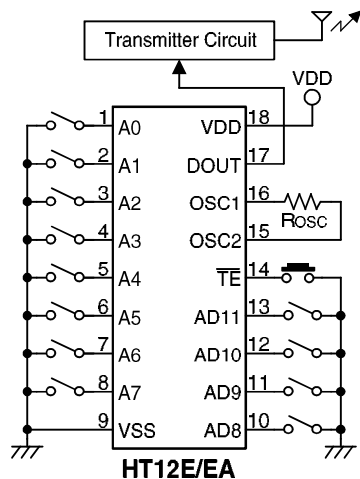 Transmitter Circuit
VDD
1 A0 VDD 18
2 A1 DOUT 17
3 A2 OSC1 16
ROSC
4 A3 OSC2 15
5 A4 TE 14
6 A5 AD11 13
7 A6 AD10 12
8 A7 AD9 11
9 VSS AD8 10
HT12E/EA